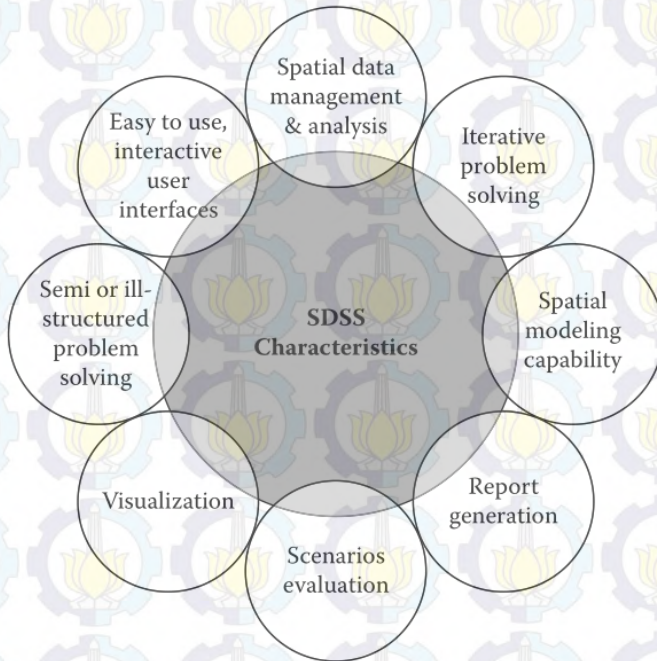 Spatial data
management
& analysis
Iterative
problem
solving
Spatial
modeling
capability
Report
generation
Scenarios
evaluation
Visualization
Semi or ill-
structured
problem
solving
Easy to use,
interactive
user
interfaces
SDSS
Characteristics